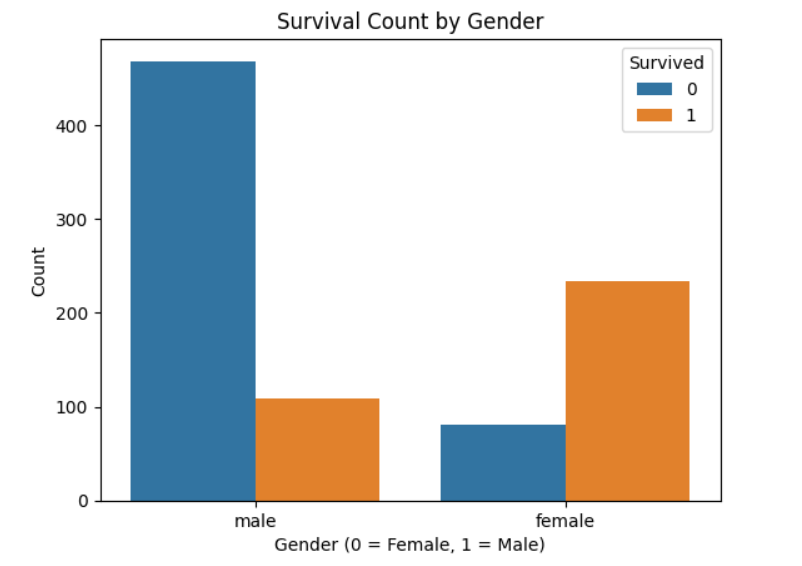 Survival Count by Gender
Survived
0
1
400
300
200
100
0
Count
male
female
Gender (0 = Female, 1 = Male)